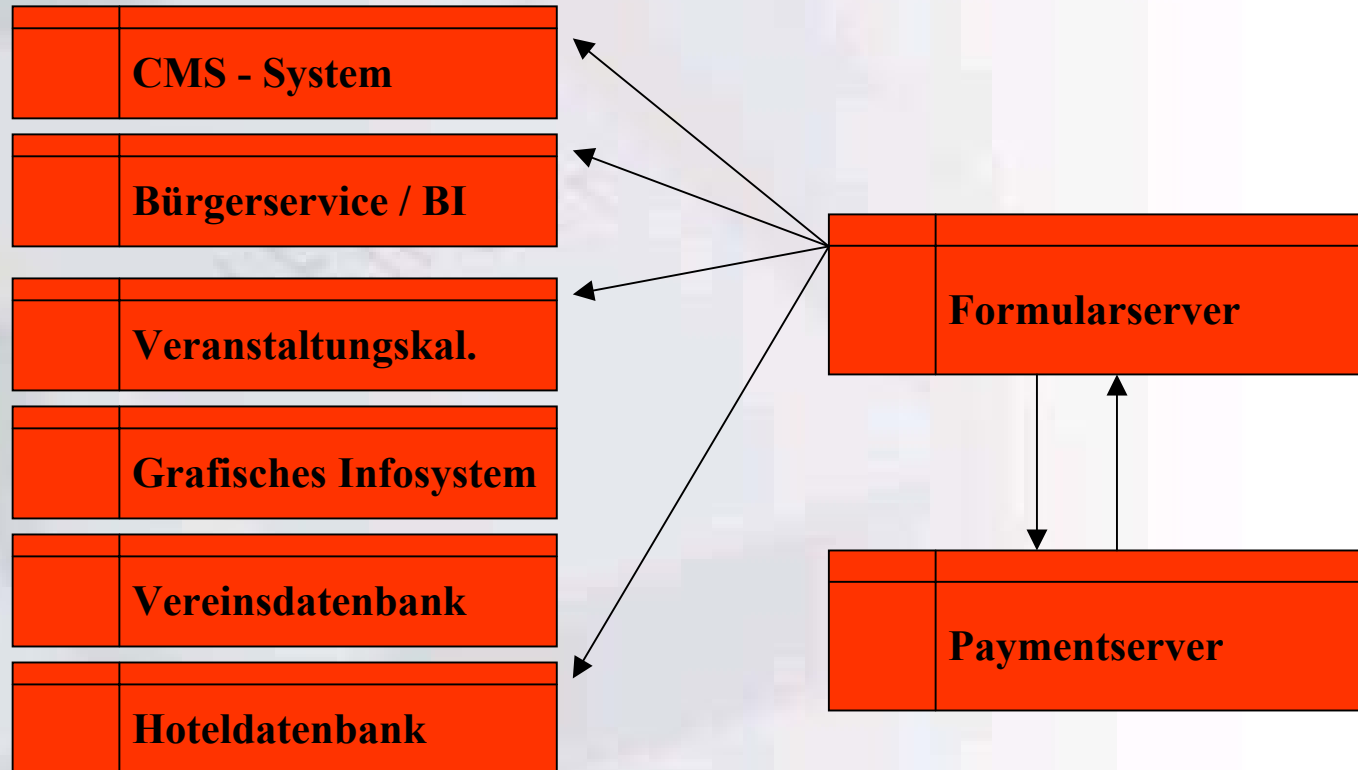 CMS - System
Bürgerservice / BI
Veranstaltungskal.
Grafisches Infosystem
Vereinsdatenbank
Hoteldatenbank
Formularserver
Paymentserver